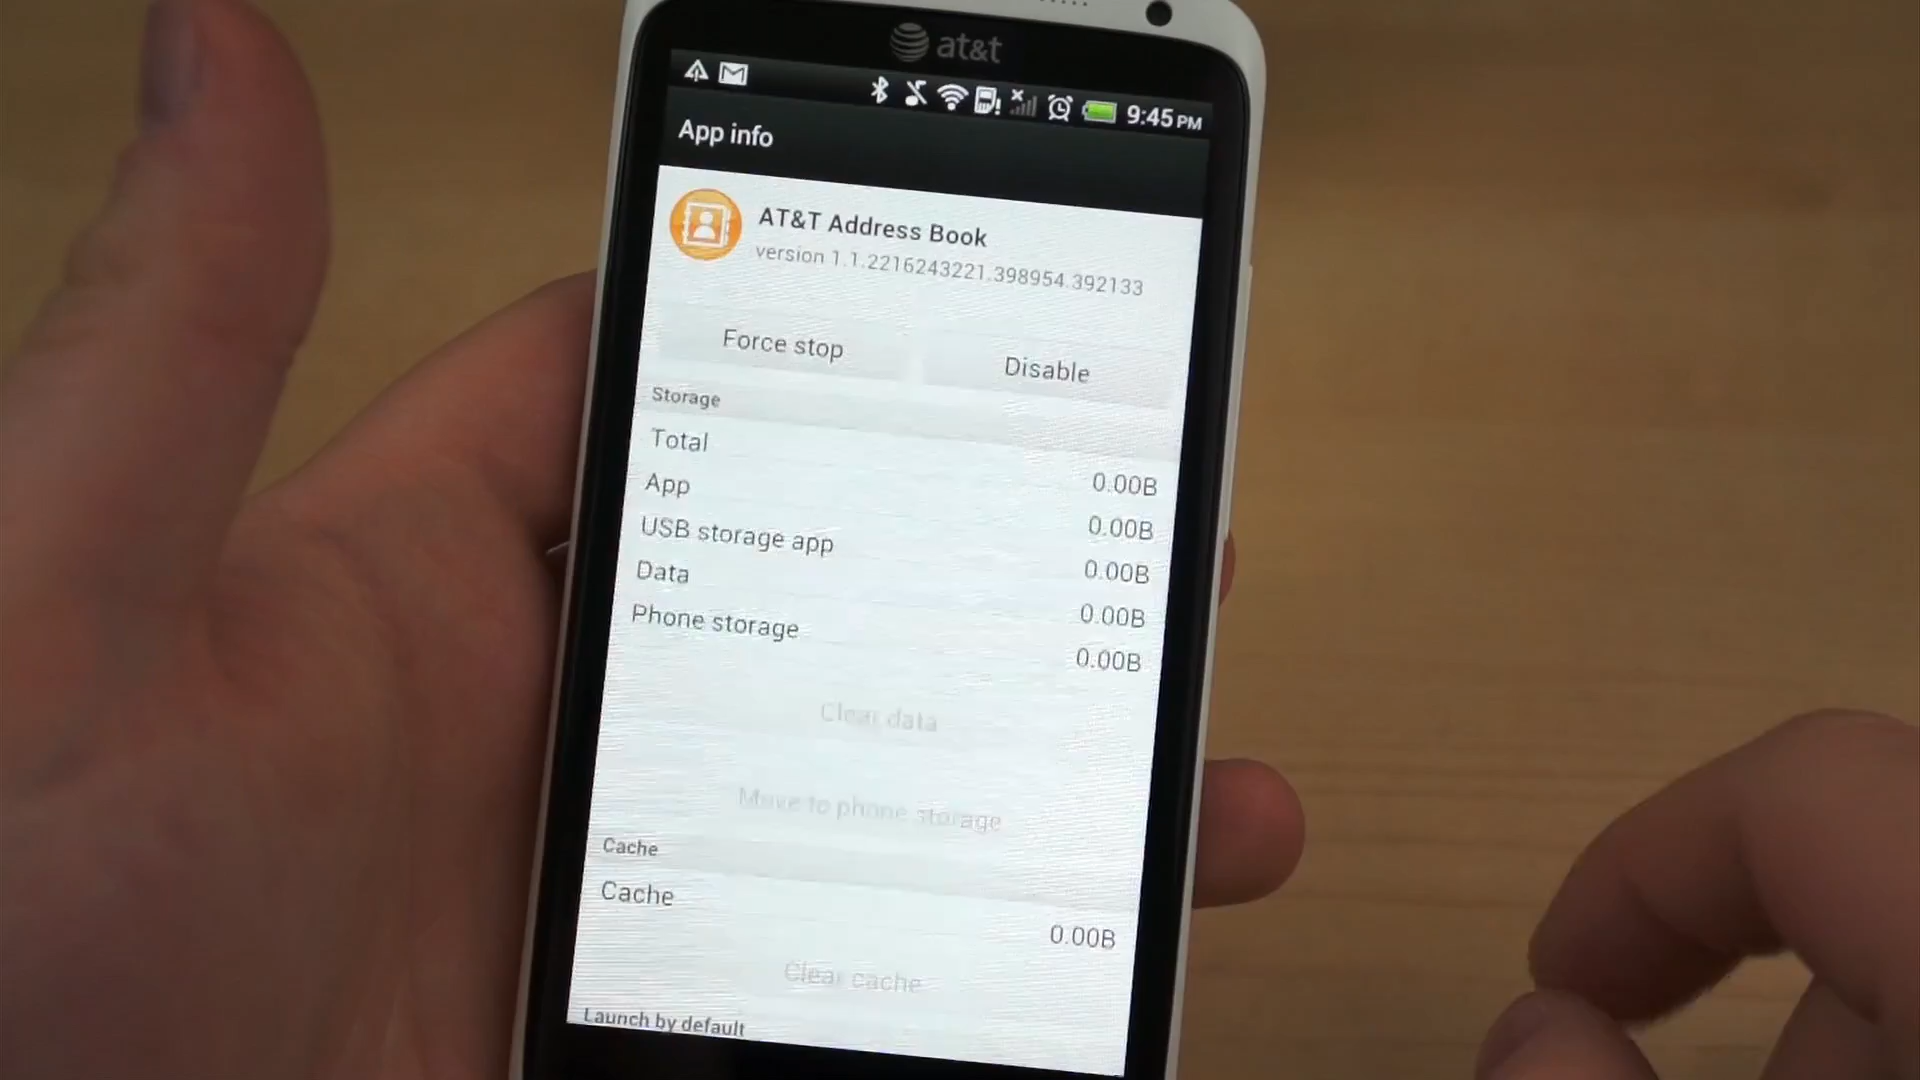 at&t
9:45 PM
App info
AT&T Address Book
version 1.1.2216243221.398954.392133
Force stop
Disable
Storage
Total
0.00B
App
0.00B
USB storage app
0.00B
Data
0.00B
Phone storage
0.00B
Clear data
Move to phone storage
Cache
Cache
0.00B
Clear cache
Launch by default